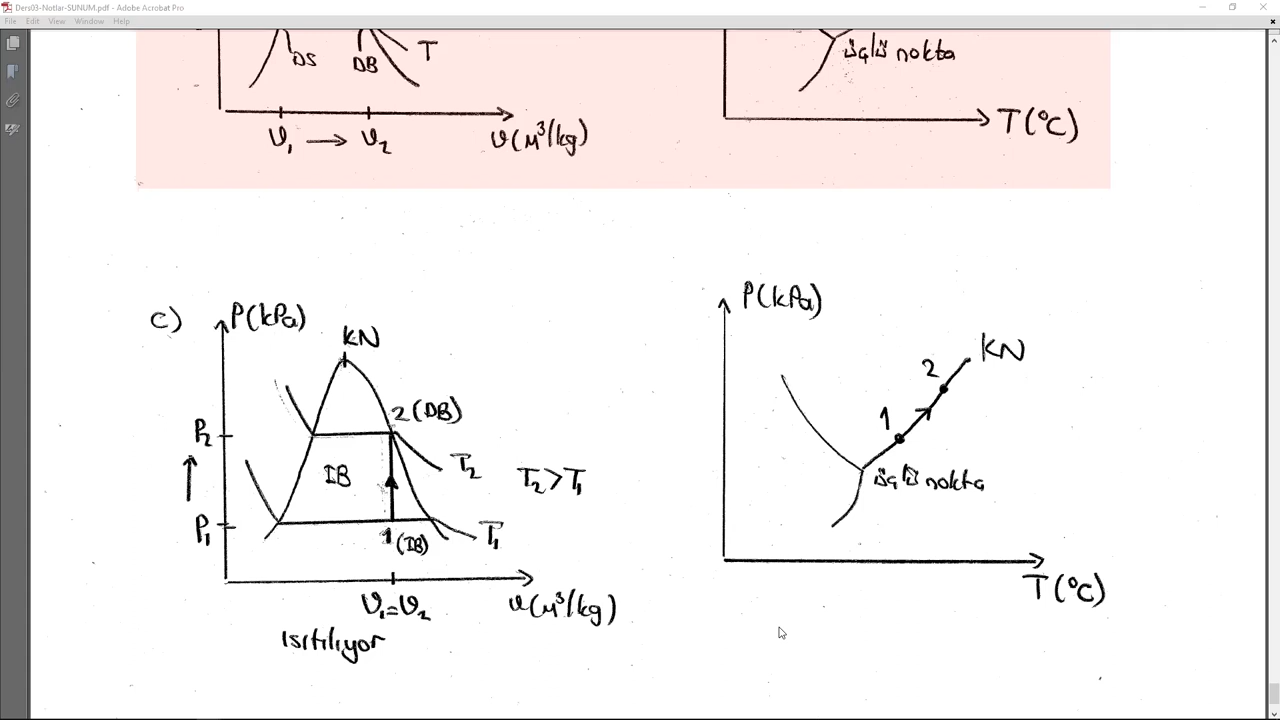 Ders03-Notlar-SUNUM.pdf - Adobe Acrobat Pro
File Edit View Window Help
DS DB T
υ₁ → υ₂ υ(m³/kg)
üçlü nokta
T(°C)
c) P(kPa)
KN
2(DB)
P₂
T₂
IB
T₂>T₁
P₁
1(IB)
T₁
υ₁=υ₂ υ(m³/kg)
ısıtılıyor
P(kPa)
KN
2
1
üçlü nokta
T(°C)